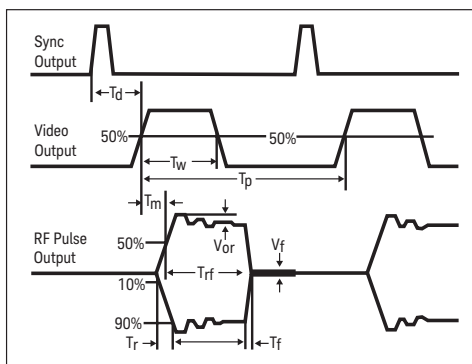 Sync
Output
Td
Video
Output
50%
50%
Tw
Tp
Tm
RF Pulse
Output
50%
Vor
Vf
Trf
10%
90%
Tr
Tf